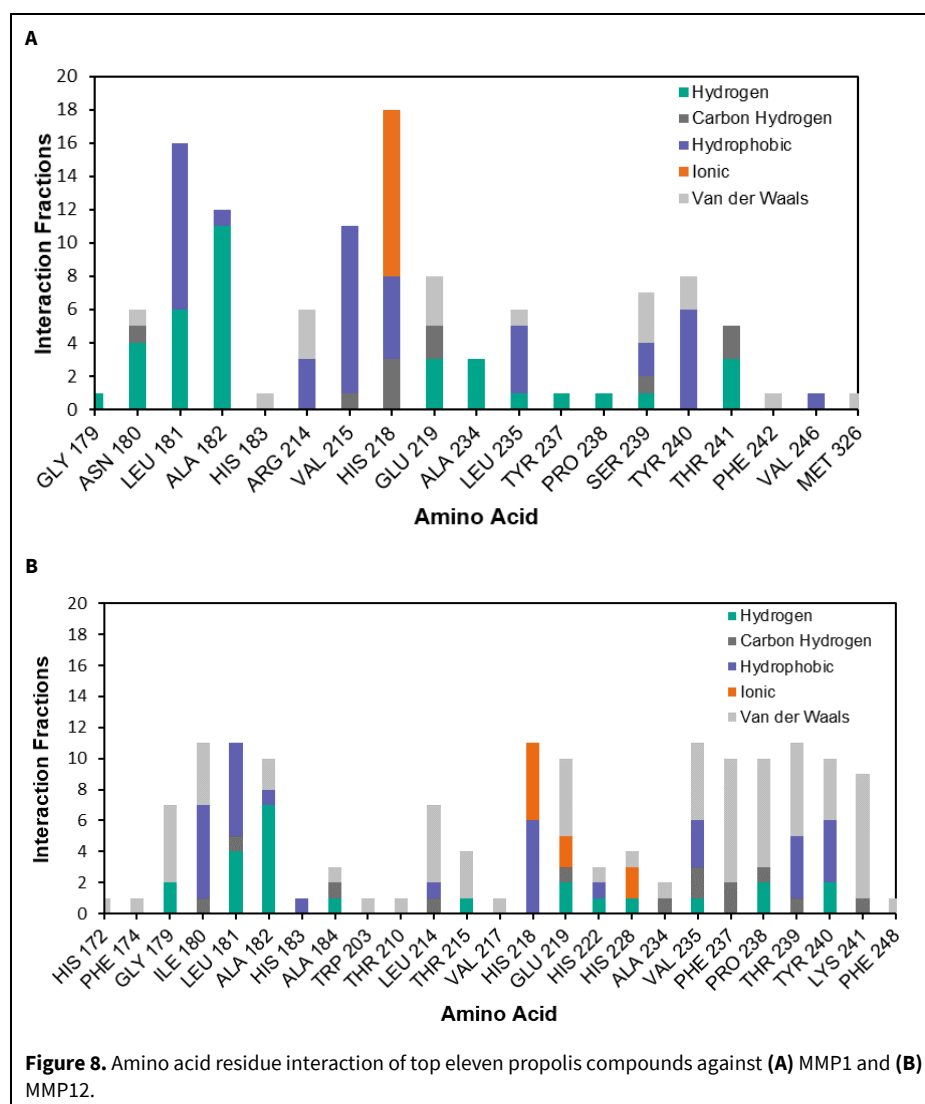 A
20
18
16
14
12
10
8
6
4
2
0
Interaction Fractions
Hydrogen
Carbon Hydrogen
Hydrophobic
Ionic
Van der Waals
GLY 179
ASN 180
LEU 181
ALA 182
HIS 183
ARG 214
VAL 215
HIS 218
GLU 219
ALA 234
LEU 235
TYR 237
PRO 238
SER 239
TYR 240
THR 241
PHE 242
VAL 246
MET 326
Amino Acid
B
20
18
16
14
12
10
8
6
4
2
0
Interaction Fractions
Hydrogen
Carbon Hydrogen
Hydrophobic
Ionic
Van der Waals
HIS 172
PHE 174
GLY 179
ILE 180
LEU 181
ALA 182
HIS 183
ALA 184
TRP 203
THR 210
LEU 214
THR 215
VAL 217
HIS 218
GLU 219
HIS 222
HIS 228
ALA 234
VAL 235
PHE 237
PRO 238
THR 239
TYR 240
LYS 241
PHE 248
Amino Acid
Figure 8. Amino acid residue interaction of top eleven propolis compounds against (A) MMP1 and (B)
MMP12.